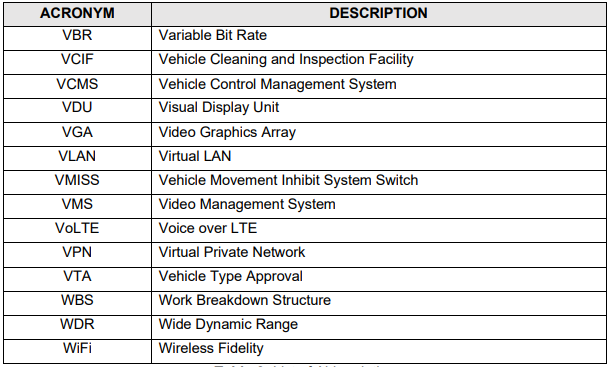 ACRONYM DESCRIPTION
VBR Variable Bit Rate
VCIF Vehicle Cleaning and Inspection Facility
VCMS Vehicle Control Management System
VDU Visual Display Unit
VGA Video Graphics Array
VLAN Virtual LAN
VMISS Vehicle Movement Inhibit System Switch
VMS Video Management System
VoLTE Voice over LTE
VPN Virtual Private Network
VTA Vehicle Type Approval
WBS Work Breakdown Structure
WDR Wide Dynamic Range
WiFi Wireless Fidelity